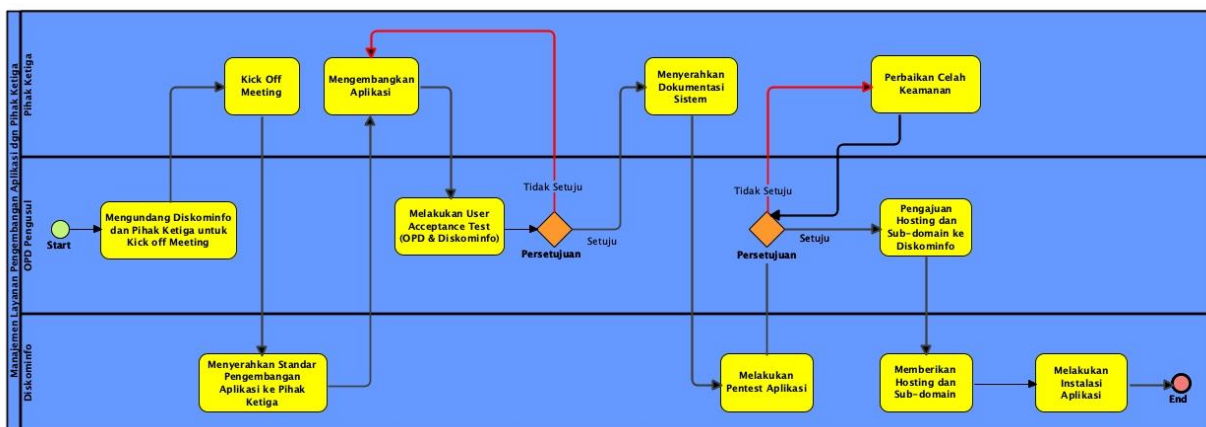 Manajemen Layanan Pengembangan Aplikasi dgn Pihak Ketiga
Pihak Ketiga
Kick Off
Meeting
Mengembangkan
Aplikasi
Menyerahkan
Dokumentasi
Sistem
Perbaikan Celah
Keamanan
OPD Pengusul
Start
Mengundang Diskominfo
dan Pihak Ketiga untuk
Kick off Meeting
Melakukan User
Acceptance Test
(OPD & Diskominfo)
Tidak Setuju
Persetujuan
Setuju
Tidak Setuju
Persetujuan
Setuju
Pengajuan
Hosting dan
Sub-domain ke
Diskominfo
Diskominfo
Menyerahkan Standar
Pengembangan
Aplikasi ke Pihak
Ketiga
Melakukan
Pentest Aplikasi
Memberikan
Hosting dan
Sub-domain
Melakukan
Instalasi
Aplikasi
End